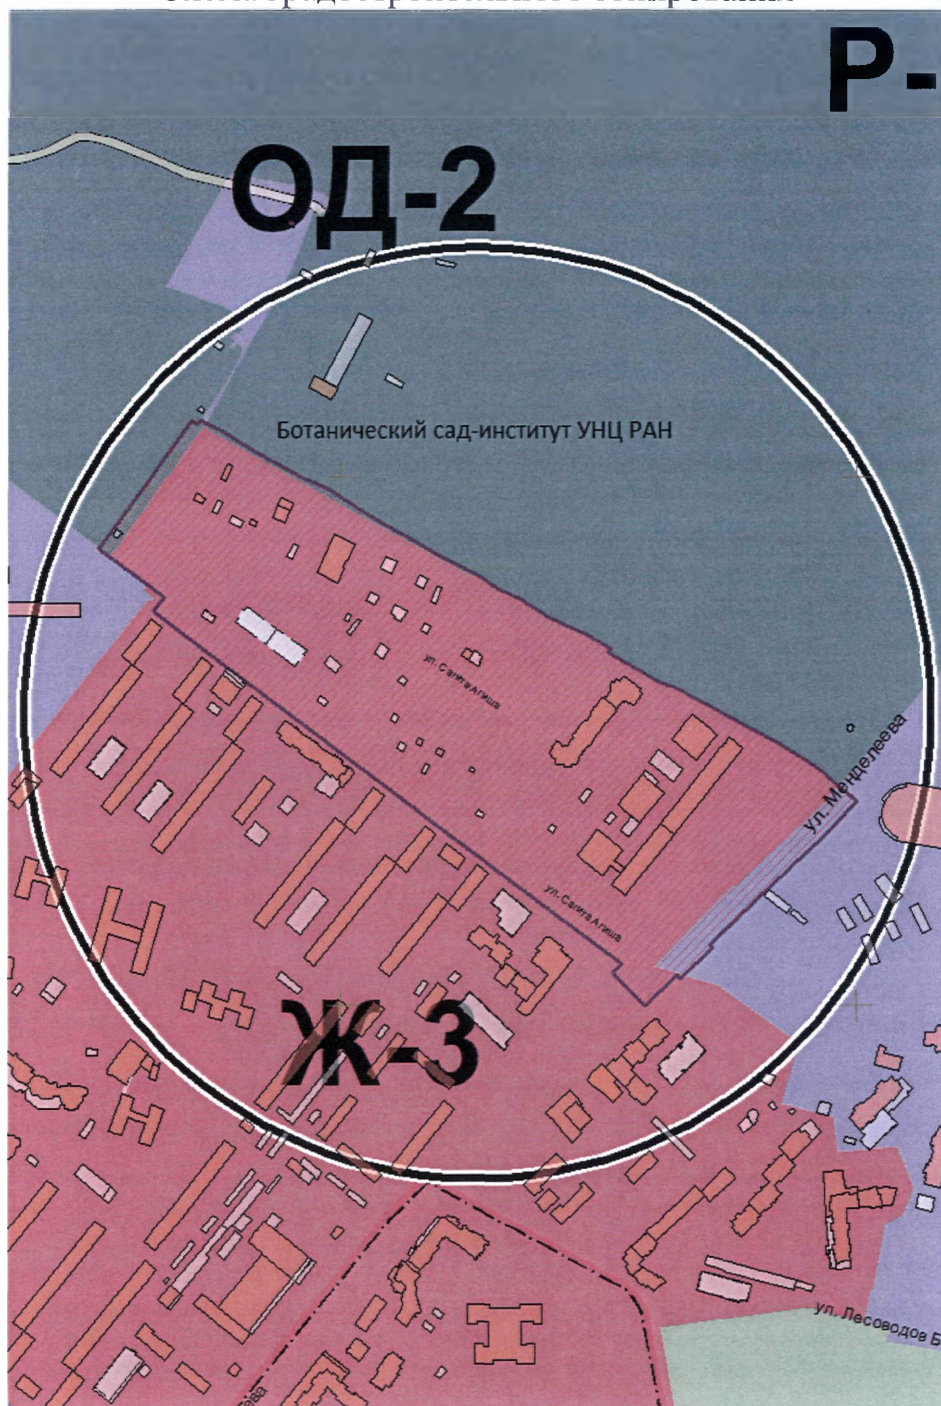 Р-
ОД-2
Ботанический сад-институт УНЦ РАН
ул. Сагита Агиша
ул. Менделеева
ул. Сагита Агиша
Ж-3
ул. Лесоводов Б